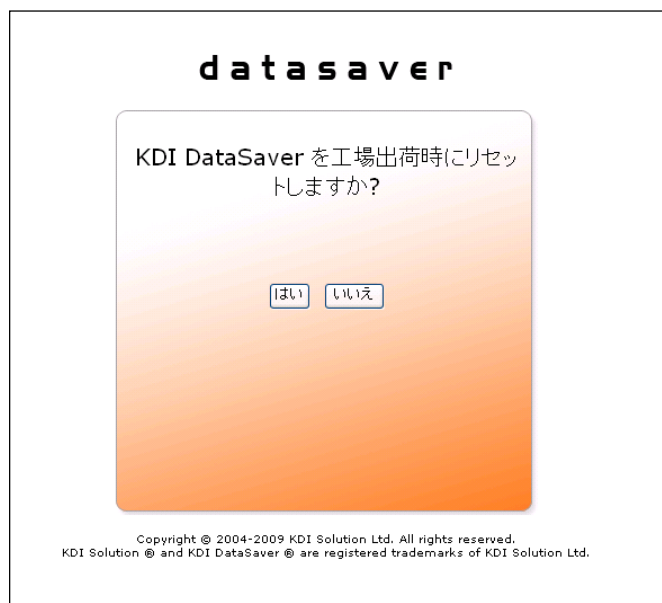 datasaver
KDI DataSaver を工場出荷時にリセッ
トしますか?
はい いいえ
Copyright © 2004-2009 KDI Solution Ltd. All rights reserved.
KDI Solution ® and KDI DataSaver ® are registered trademarks of KDI Solution Ltd.